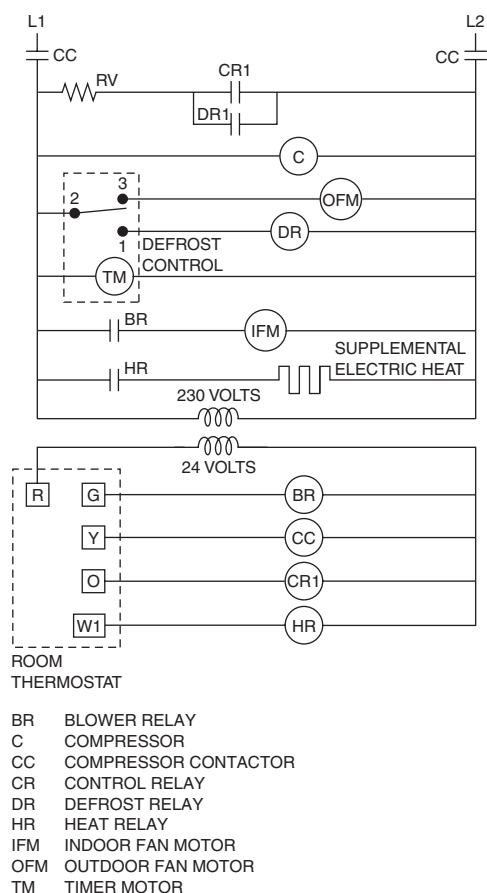 L1 L2
CC CC
RV CR1
DR1
C
3
2 OFM
DR
1 DEFROST
CONTROL
TM
BR
IFM
SUPPLEMENTAL
HR ELECTRIC HEAT
230 VOLTS
24 VOLTS
R G BR
Y CC
O CR1
W1 HR
ROOM
THERMOSTAT
BR BLOWER RELAY
C COMPRESSOR
CC COMPRESSOR CONTACTOR
CR CONTROL RELAY
DR DEFROST RELAY
HR HEAT RELAY
IFM INDOOR FAN MOTOR
OFM OUTDOOR FAN MOTOR
TM TIMER MOTOR